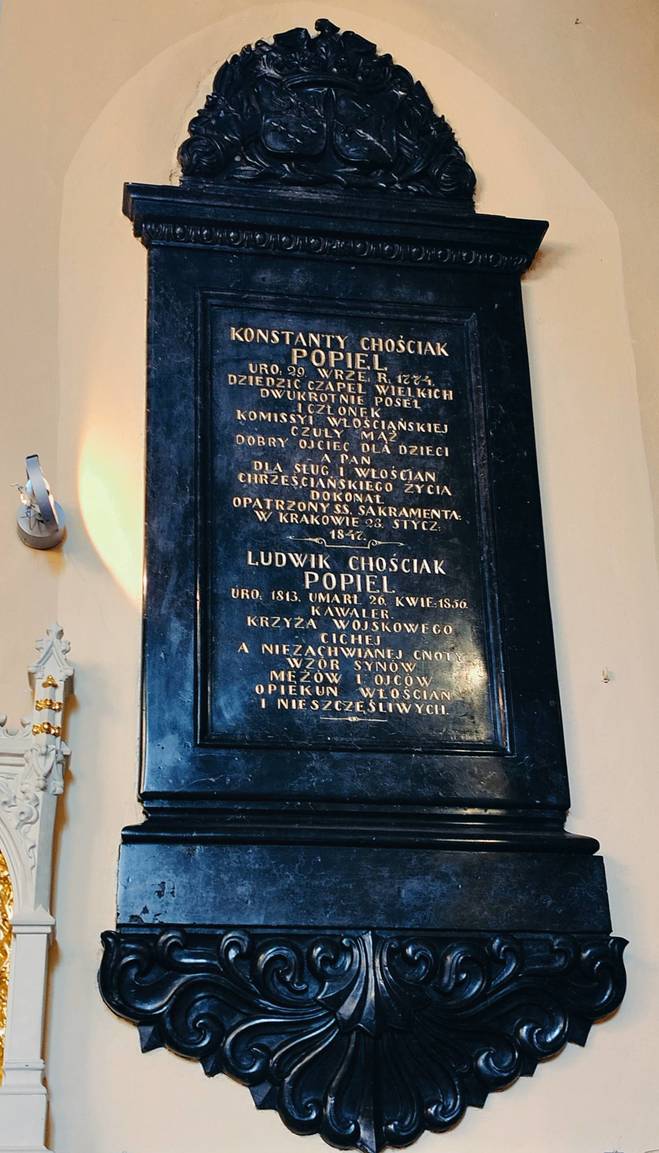 KONSTANTY CHOŚCIAK
POPIEL
URO: 29. WRZE: R. 1774.
DZIEDZIC CZAPEL WIELKICH
DWUKROTNIE POSEŁ
I CZŁONEK
KOMISSYI WŁOŚCIAŃSKIEJ
CZUŁY MĄŻ
DOBRY OJCIEC DLA DZIECI
A PAN
DLA SŁUG I WŁOŚCIAN
CHRZEŚCIAŃSKIEGO ŻYCIA
DOKONAŁ
OPATRZONY SS. SAKRAMENTA:
W KRAKOWIE 23. STYCZ:
1847.
LUDWIK CHOŚCIAK
POPIEL
URO: 1813. UMARŁ 26. KWIE: 1856.
KAWALER
KRZYŻA WOJSKOWEGO
CICHEJ
A NIEZACHWIANEJ CNOTY
WZÓR SYNÓW
MĘŻÓW I OJCÓW
OPIEKUN WŁOŚCIAN
I NIESZCZĘŚLIWYCH.